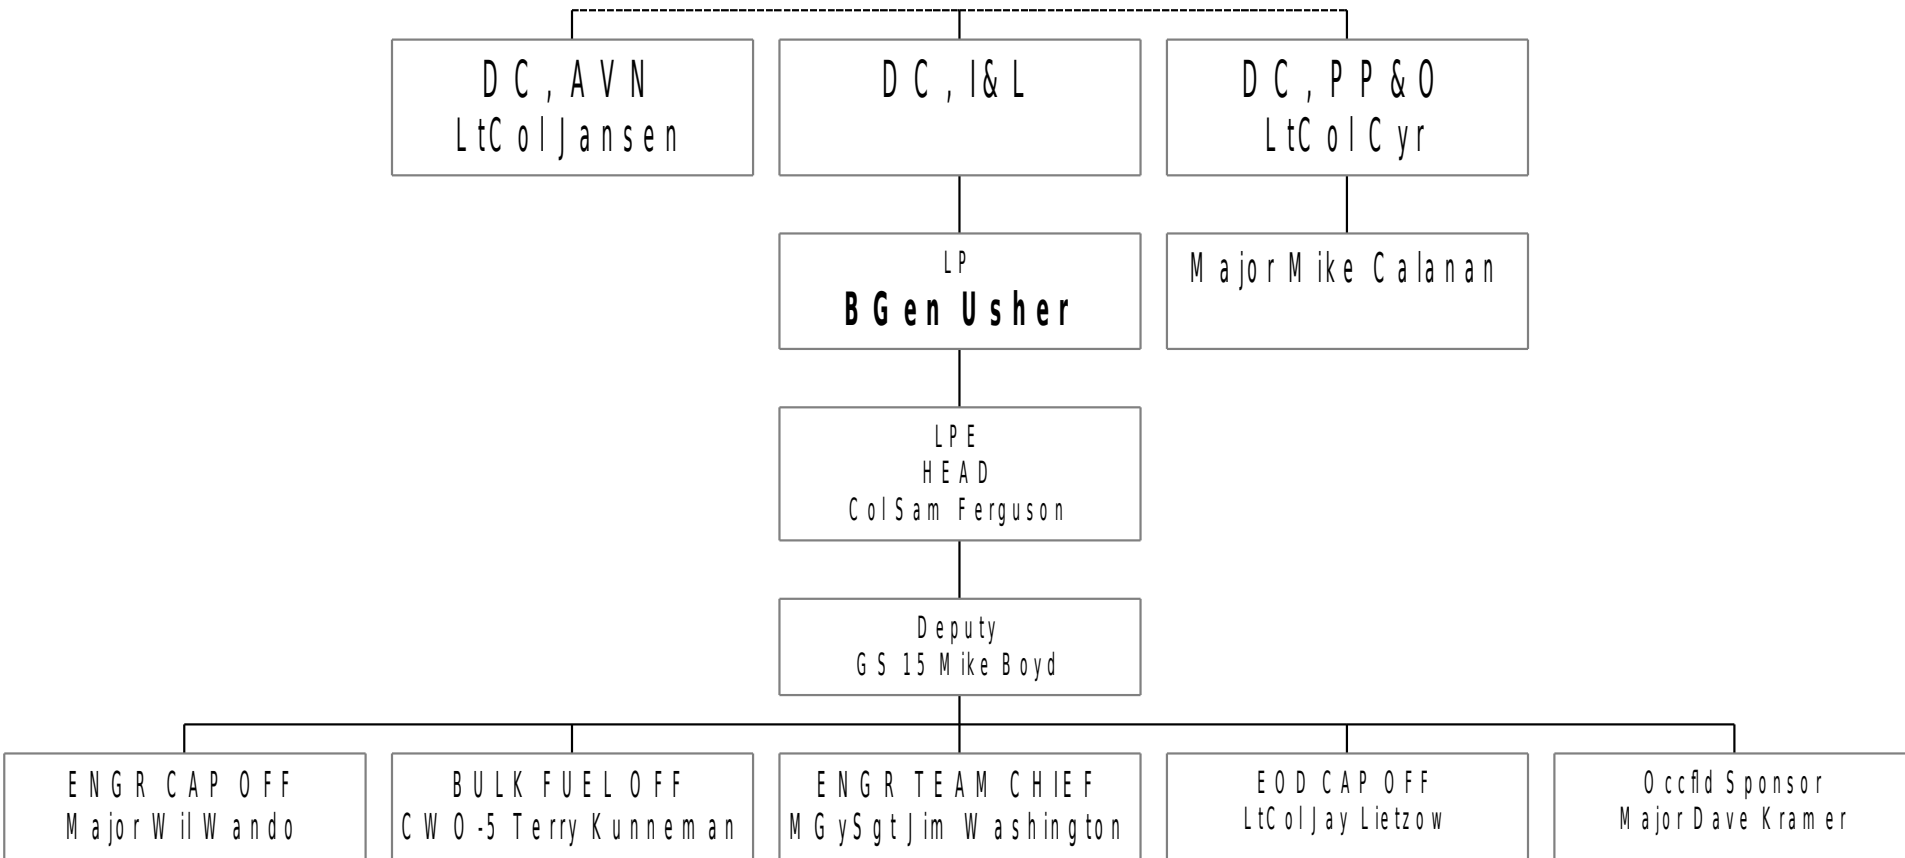 DC, AVN
LtCol Jansen
DC, I&L
DC, PP&O
LtCol Cyr
LP
BGen Usher
Major Mike Calanan
LPE
HEAD
Col Sam Ferguson
Deputy
GS 15 Mike Boyd
ENGR CAP OFF
Major Wil Wando
BULK FUEL OFF
CWO-5 Terry Kunneman
ENGR TEAM CHIEF
MGySgt Jim Washington
EOD CAP OFF
LtCol Jay Lietzow
Occfld Sponsor
Major Dave Kramer